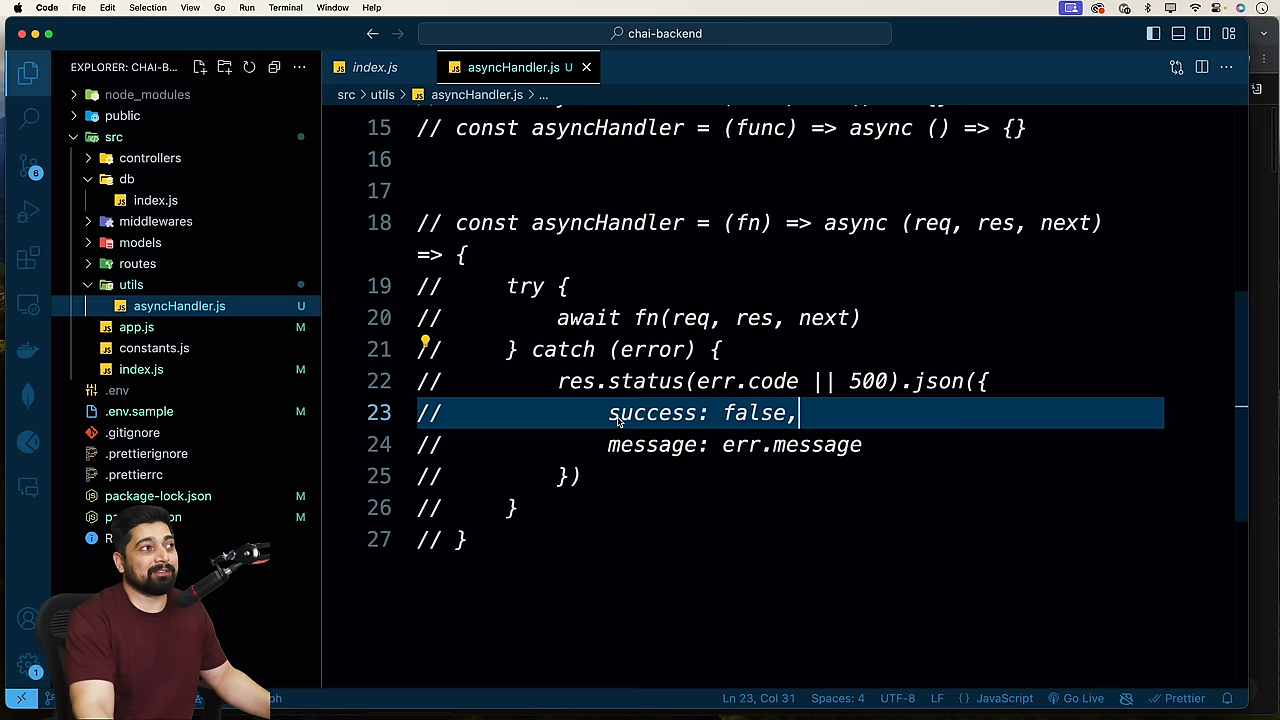 Code File Edit Selection View Go Run Terminal Window Help
chai-backend
EXPLORER: CHAI-B...
index.js
asyncHandler.js U
src > utils > asyncHandler.js > ...
node_modules
public
src
controllers
db
index.js
middlewares
models
routes
utils
asyncHandler.js U
app.js M
constants.js
index.js M
.env
.env.sample M
.gitignore
.prettierignore
.prettierrc
package-lock.json M
M
15 // const asyncHandler = (func) => async () => {}
16
17
18 // const asyncHandler = (fn) => async (req, res, next)
=> {
19 // try {
20 // await fn(req, res, next)
21 // } catch (error) {
22 // res.status(err.code || 500).json({
23 // success: false,
24 // message: err.message
25 // })
26 // }
27 // }
6
1
Ln 23, Col 31 Spaces: 4 UTF-8 LF {} JavaScript Go Live Prettier